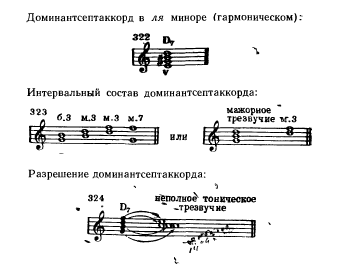 Доминантсептаккорд в ля миноре (гармоническом):
322
D7
V
Интервальный состав доминантсептаккорда:
323 б.3 м.3 м.3 м.7
или
мажорное
трезвучие м.3
Разрешение доминантсептаккорда:
324 неполное тоническое
D7 трезвучие